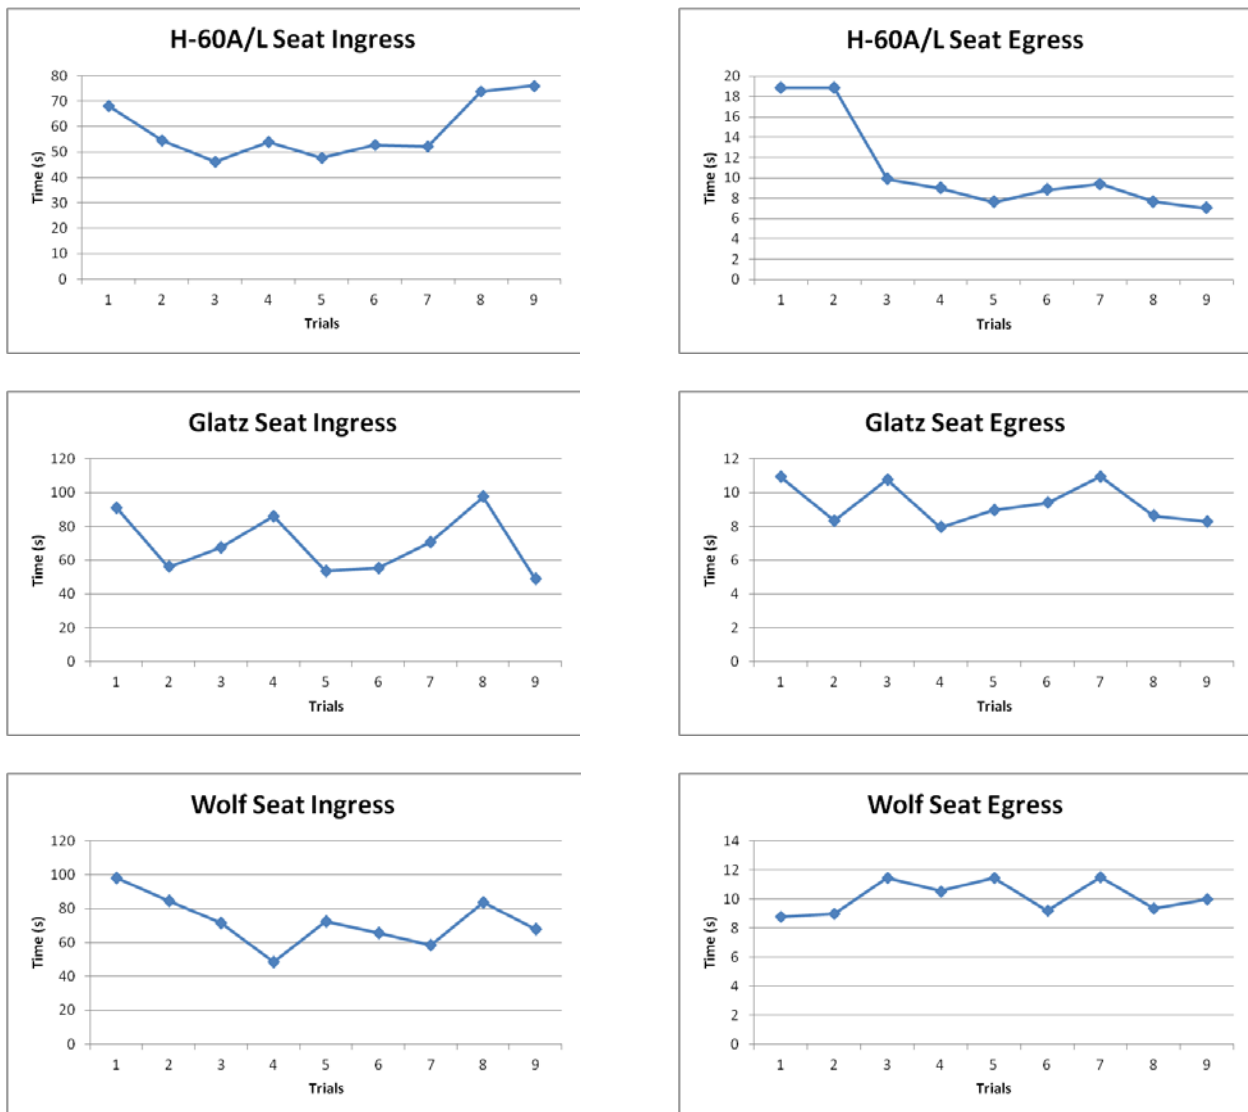 H-60A/L Seat Ingress
80
70
60
50
40
30
20
10
0
Time (s)
1 2 3 4 5 6 7 8 9
Trials
H-60A/L Seat Egress
20
18
16
14
12
10
8
6
4
2
0
Time (s)
1 2 3 4 5 6 7 8 9
Trials
Glatz Seat Ingress
120
100
80
60
40
20
0
Time (s)
1 2 3 4 5 6 7 8 9
Trials
Glatz Seat Egress
12
10
8
6
4
2
0
Time (s)
1 2 3 4 5 6 7 8 9
Trials
Wolf Seat Ingress
120
100
80
60
40
20
0
Time (s)
1 2 3 4 5 6 7 8 9
Trials
Wolf Seat Egress
14
12
10
8
6
4
2
0
Time (s)
1 2 3 4 5 6 7 8 9
Trials